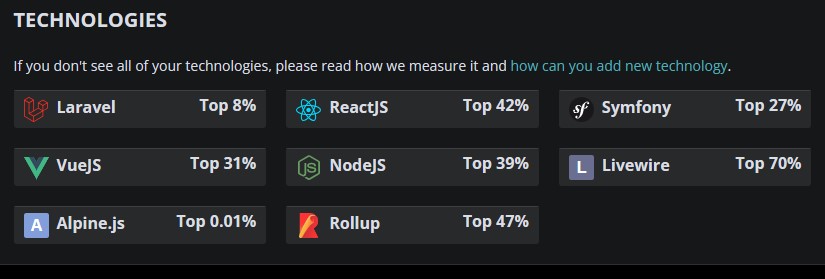 TECHNOLOGIES
If you don't see all of your technologies, please read how we measure it and how can you add new technology.
Laravel Top 8% ReactJS Top 42% sf Symfony Top 27%
VueJS Top 31% JS NodeJS Top 39% L Livewire Top 70%
A Alpine.js Top 0.01% Rollup Top 47%